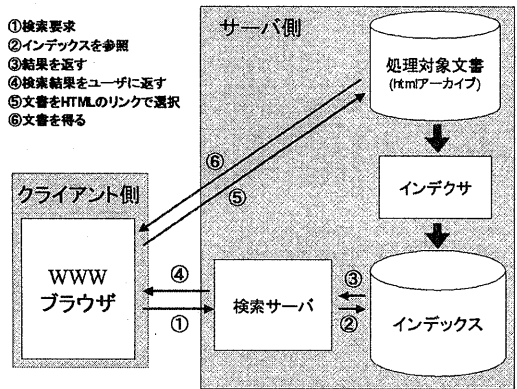 ①検索要求
②インデックスを参照
③結果を返す
④検索結果をユーザに返す
⑤文書をHTMLのリンクで選択
⑥文書を得る
サーバ側
処理対象文書
(htmlアーカイブ)
インデクサ
インデックス
③
②
検索サーバ
⑥
⑤
クライアント側
WWW
ブラウザ
④
①